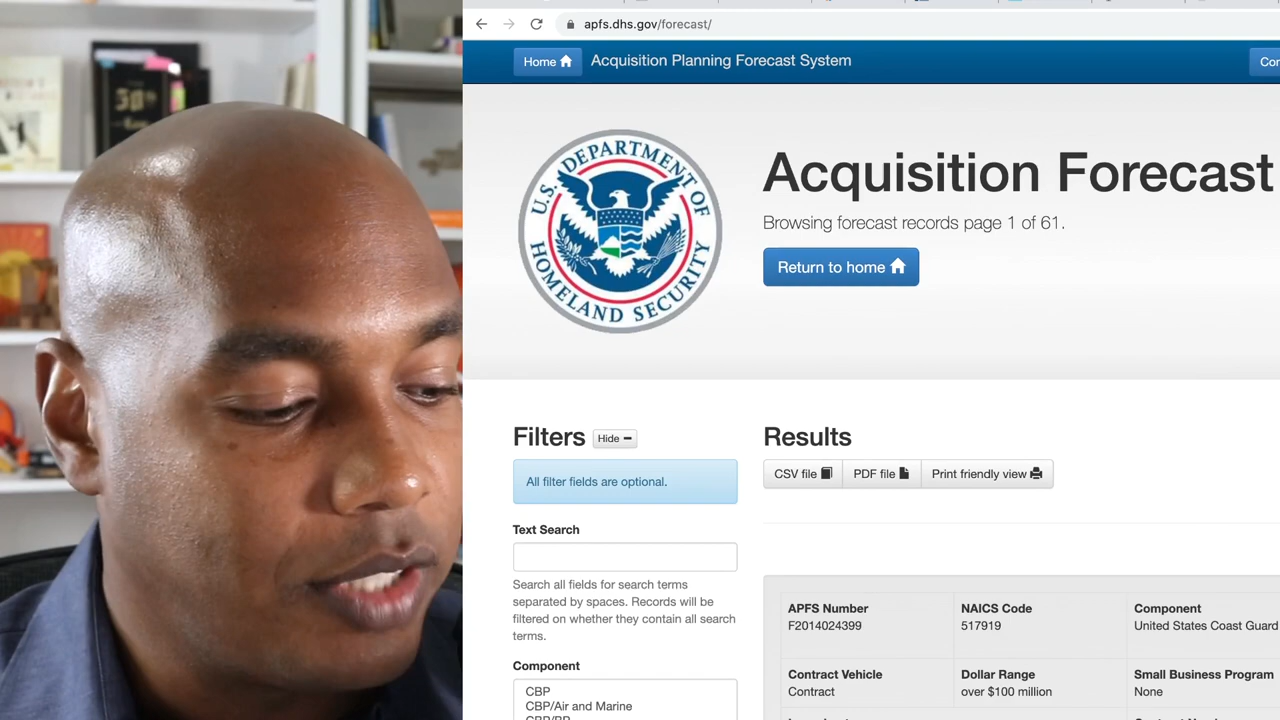 apfs.dhs.gov/forecast/
Home
Acquisition Planning Forecast System
U.S. DEPARTMENT OF
HOMELAND SECURITY
Acquisition Forecast
Browsing forecast records page 1 of 61.
Return to home
Filters
Hide
All filter fields are optional.
Text Search
Search all fields for search terms
separated by spaces. Records will be
filtered on whether they contain all search
terms.
Component
CBP
CBP/Air and Marine
Results
CSV file
PDF file
Print friendly view
APFS Number
F2014024399
NAICS Code
517919
Component
United States Coast Guard
Contract Vehicle
Contract
Dollar Range
over $100 million
Small Business Program
None